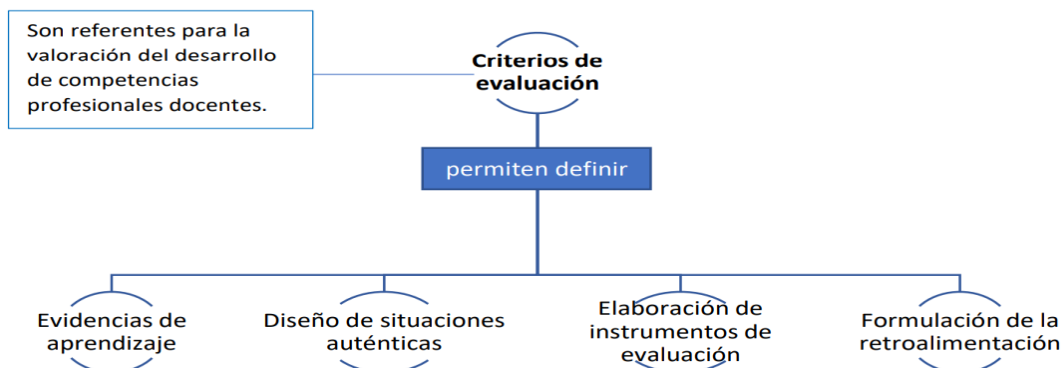 Son referentes para la
valoración del desarrollo
de competencias
profesionales docentes.
Criterios de
evaluación
permiten definir
Evidencias de
aprendizaje
Diseño de situaciones
auténticas
Elaboración de
instrumentos de
evaluación
Formulación de la
retroalimentación